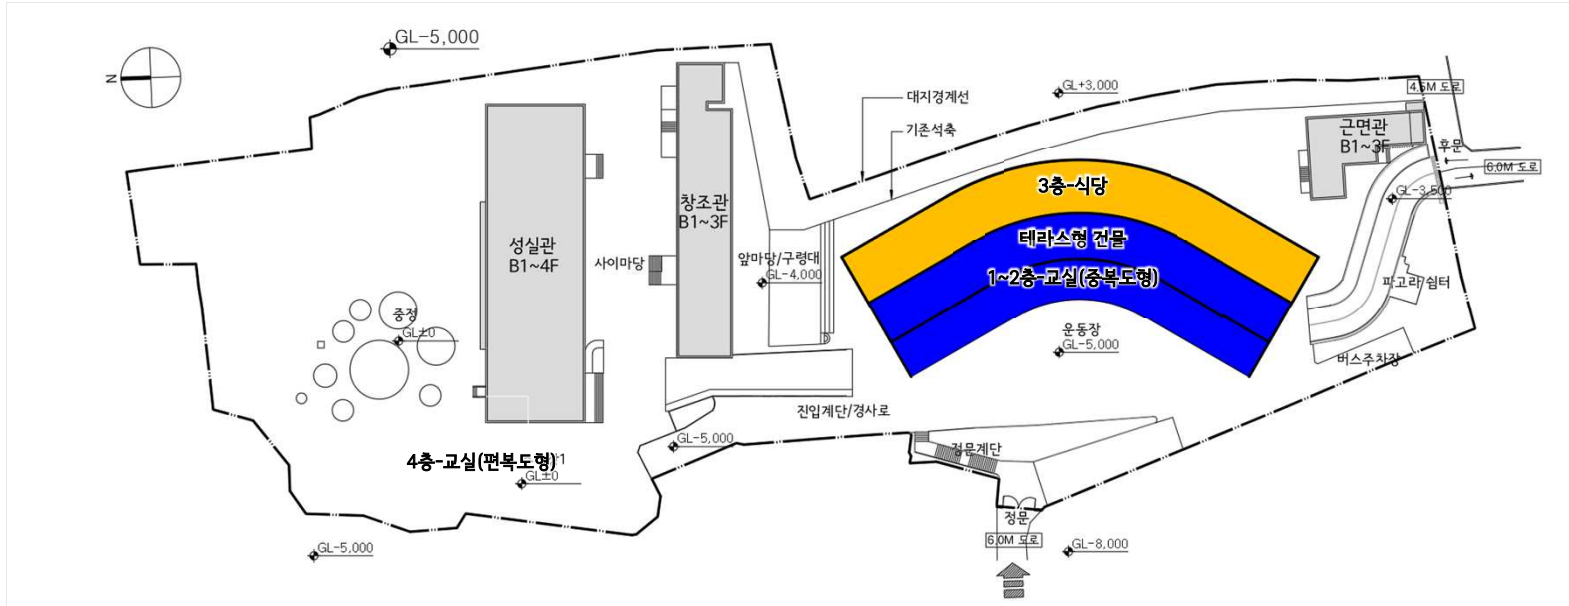 N
GL-5,000
GL+3,000
4.5M 도로
대지경계선
기존석축
근면관
B1~3F
후문
6.0M 도로
GL-3,500
3층-식당
창조관
B1~3F
테라스형 건물
성실관
B1~4F
사이마당
앞마당/구령대
GL-4,000
1~2층-교실(중복도형)
파고라 쉼터
중정
GL±0
운동장
GL-5,000
버스주차장
진입계단/경사로
GL-5,000
정문계단
4층-교실(편복도형)
GL±0
정문
6.0M 도로
GL-5,000
GL-8,000